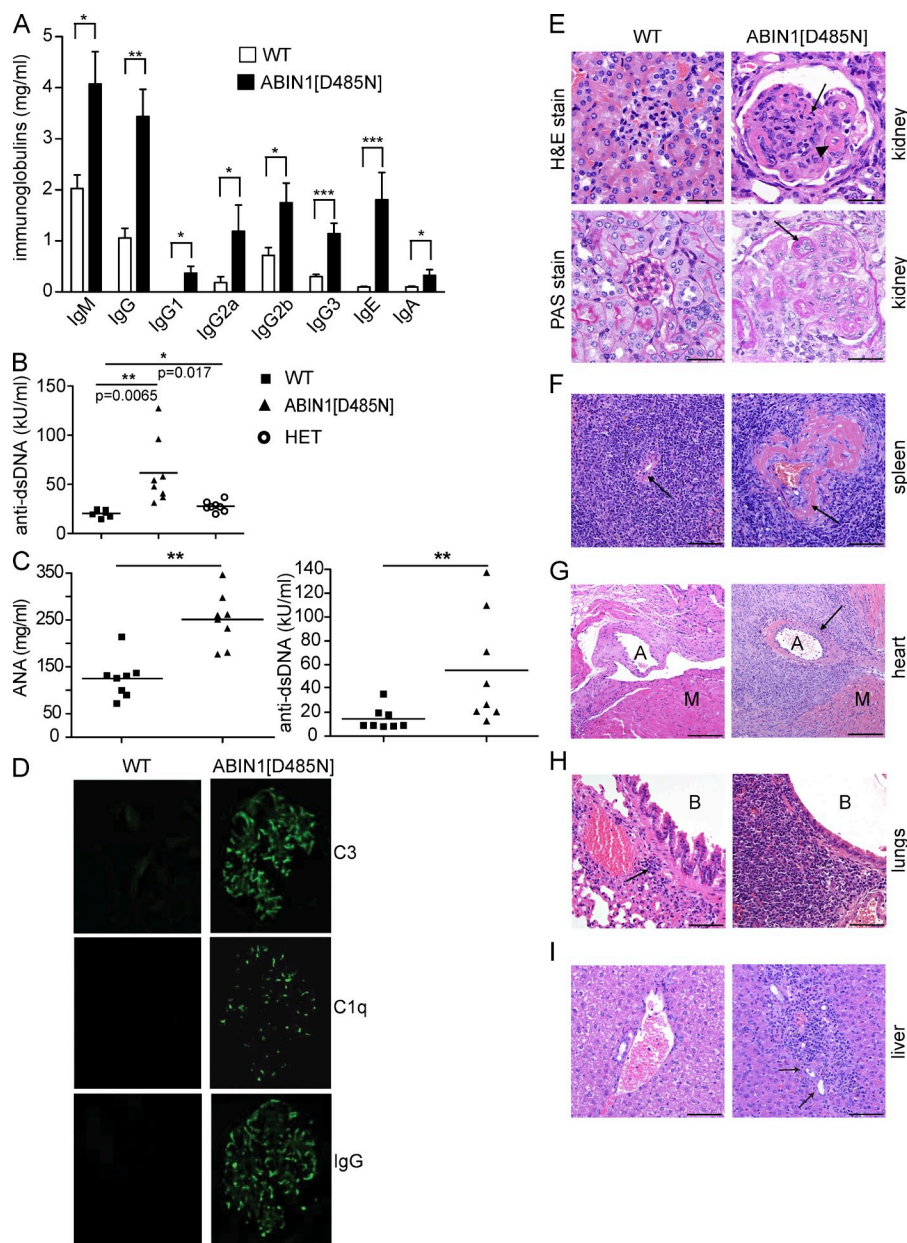 A
* ** * * *** *** *
WT
ABIN1[D485N]
immunoglobulins (mg/ml)
5
4
3
2
1
0
IgM IgG IgG1 IgG2a IgG2b IgG3 IgE IgA
B
*
** p=0.017
p=0.0065
anti-dsDNA (kU/ml)
150
100
50
0
WT
ABIN1[D485N]
HET
C
**
ANA (mg/ml)
350
250
150
50
0
**
anti-dsDNA (kU/ml)
140
120
100
80
60
40
20
0
D
WT ABIN1[D485N]
C3
C1q
IgG
E
WT ABIN1[D485N]
H&E stain
kidney
PAS stain
kidney
F
spleen
G
A A
M M
heart
H
B B
lungs
I
liver